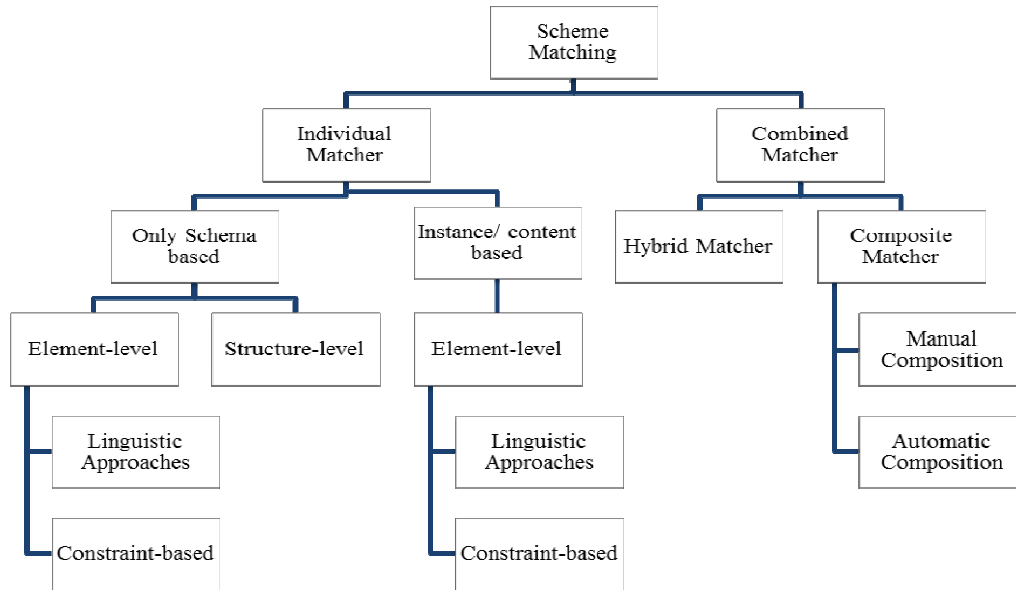 Scheme
Matching
Individual
Matcher
Combined
Matcher
Only Schema
based
Instance/ content
based
Hybrid Matcher
Composite
Matcher
Element-level
Structure-level
Element-level
Manual
Composition
Linguistic
Approaches
Linguistic
Approaches
Automatic
Composition
Constraint-based
Constraint-based